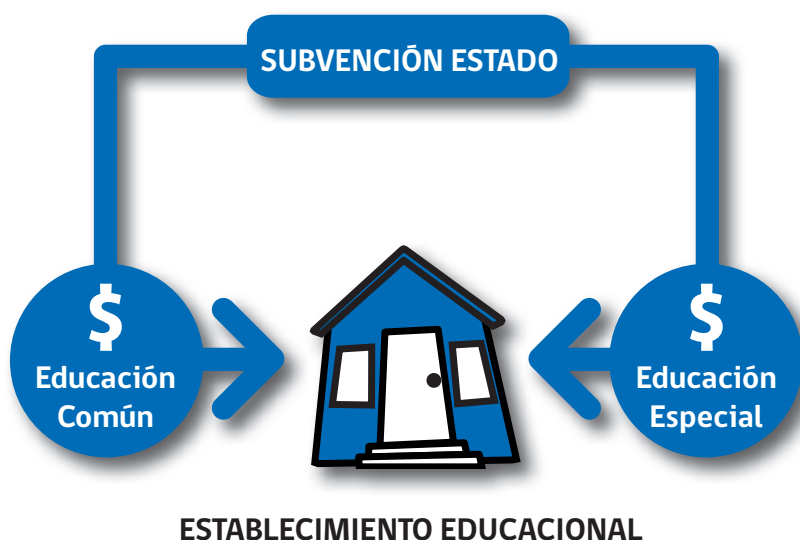 SUBVENCIÓN ESTADO
$
Educación
Común
$
Educación
Especial
ESTABLECIMIENTO EDUCACIONAL